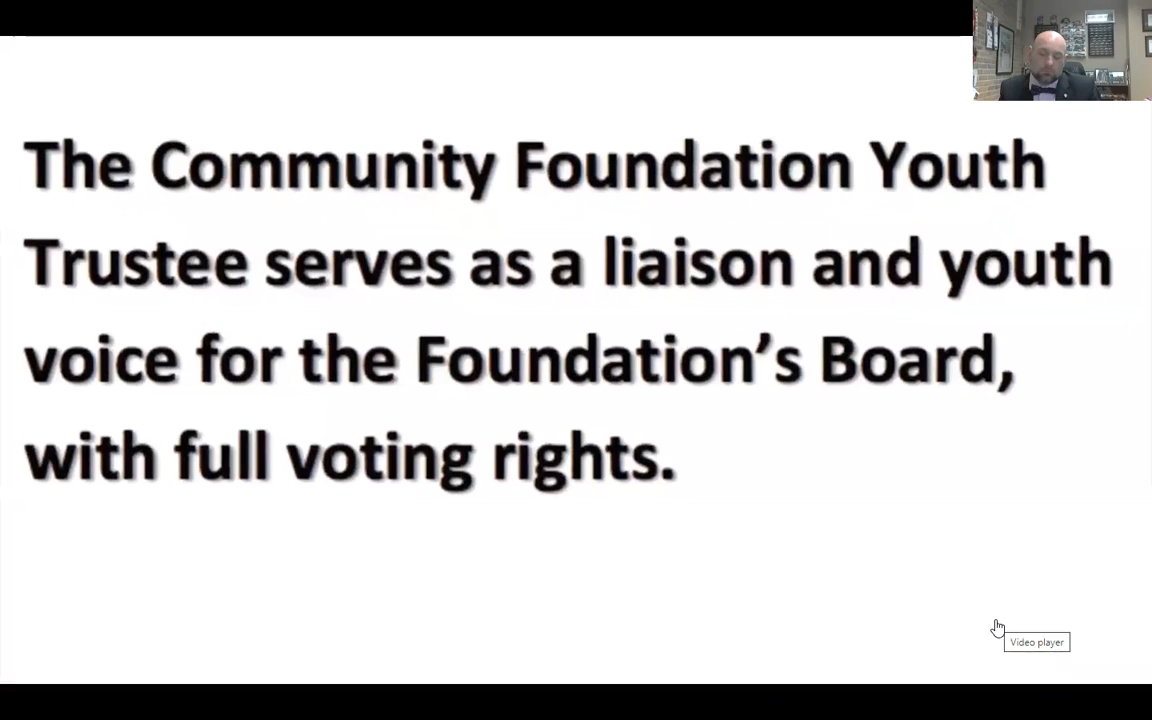 The Community Foundation Youth
Trustee serves as a liaison and youth
voice for the Foundation’s Board,
with full voting rights.
Video player